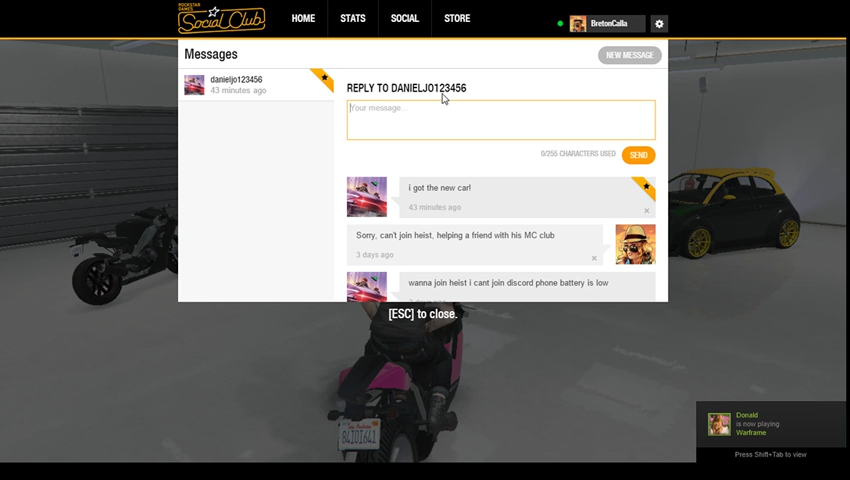 ROCKSTAR
GAMES
Social Club
HOME
STATS
SOCIAL
STORE
BretonCalla
Messages
NEW MESSAGE
danieljo123456
43 minutes ago
REPLY TO DANIELJO123456
Your message...
0/255 CHARACTERS USED
SEND
i got the new car!
43 minutes ago
Sorry, can't join heist, helping a friend with his MC club
3 days ago
wanna join heist i cant join discord phone battery is low
[ESC] to close.
84IOI641
Donald
is now playing
Warframe
Press Shift+Tab to view